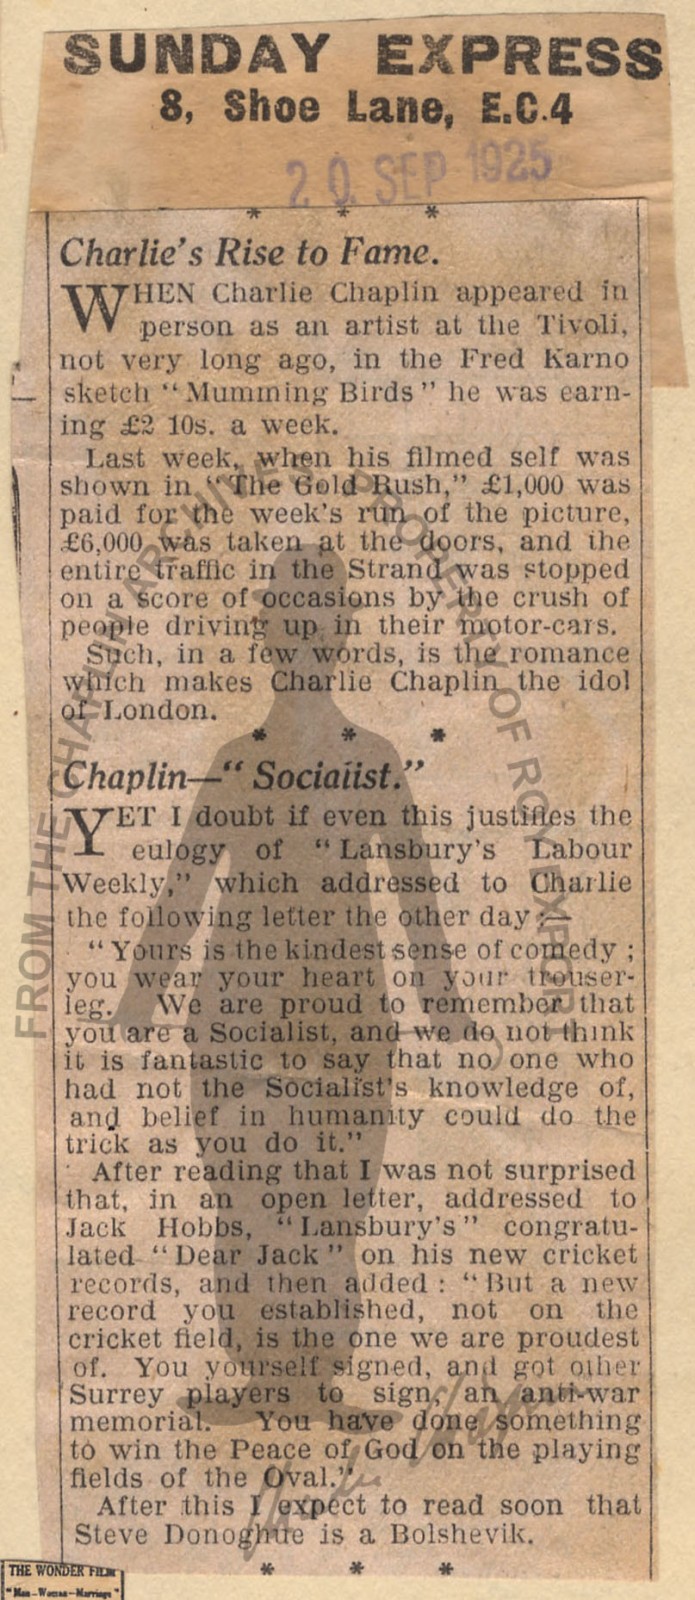 SUNDAY EXPRESS
8, Shoe Lane, E.C.4
20 SEP 1925
* * *
Charlie's Rise to Fame.
WHEN Charlie Chaplin appeared in
person as an artist at the Tivoli,
not very long ago, in the Fred Karno
sketch "Mumming Birds" he was earn-
ing £2 10s. a week.
Last week, when his filmed self was
shown in "The Gold Rush," £1,000 was
paid for the week's run of the picture,
£6,000 was taken at the doors, and the
entire traffic in the Strand was stopped
on a score of occasions by the crush of
people driving up in their motor-cars.
Such, in a few words, is the romance
which makes Charlie Chaplin the idol
of London.
* * *
Chaplin—"Socialist."
YET I doubt if even this justifies the
eulogy of "Lansbury's Labour
Weekly," which addressed to Charlie
the following letter the other day:—
"Yours is the kindest sense of comedy;
you wear your heart on your trouser-
leg. We are proud to remember that
you are a Socialist, and we do not think
it is fantastic to say that no one who
had not the Socialist's knowledge of,
and belief in humanity could do the
trick as you do it."
After reading that I was not surprised
that, in an open letter, addressed to
Jack Hobbs, "Lansbury's" congratu-
lated "Dear Jack" on his new cricket
records, and then added: "But a new
record you established, not on the
cricket field, is the one we are proudest
of. You yourself signed, and got other
Surrey players to sign, an anti-war
memorial. You have done something
to win the Peace of God on the playing
fields of the Oval."
After this I expect to read soon that
Steve Donoghue is a Bolshevik.
* * *
THE WONDER FILM
"Man—Woman—Marriage"
FROM THE CHAPLIN ARCHIVES PROPERTY OF ROY EXPORT